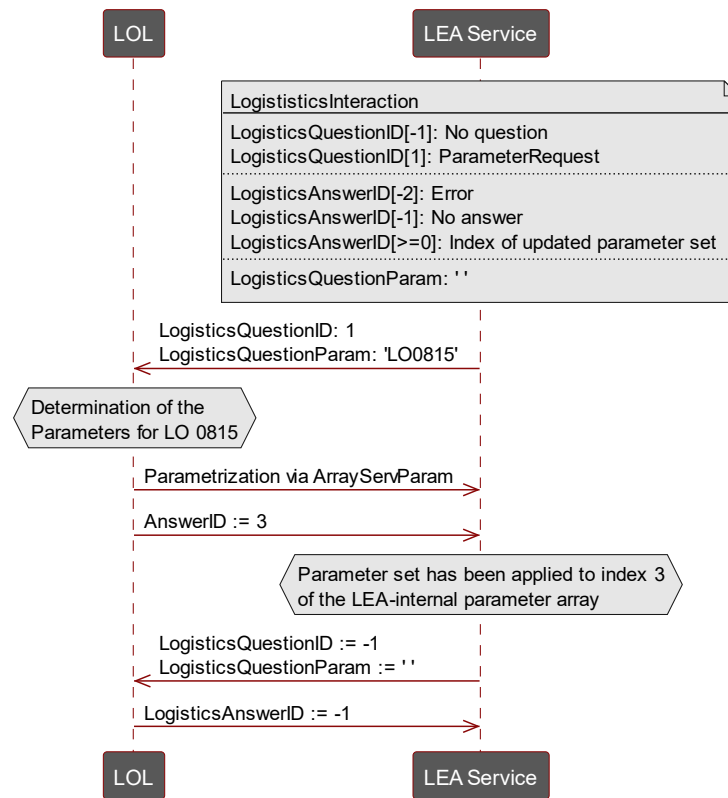 LOL
LEA Service
LogististicsInteraction
LogisticsQuestionID[-1]: No question
LogisticsQuestionID[1]: ParameterRequest
LogisticsAnswerID[-2]: Error
LogisticsAnswerID[-1]: No answer
LogisticsAnswerID[>=0]: Index of updated parameter set
LogisticsQuestionParam: ' '
LogisticsQuestionID: 1
LogisticsQuestionParam: 'LO0815'
Determination of the
Parameters for LO 0815
Parametrization via ArrayServParam
AnswerID := 3
Parameter set has been applied to index 3
of the LEA-internal parameter array
LogisticsQuestionID := -1
LogisticsQuestionParam := ' '
LogisticsAnswerID := -1
LOL
LEA Service